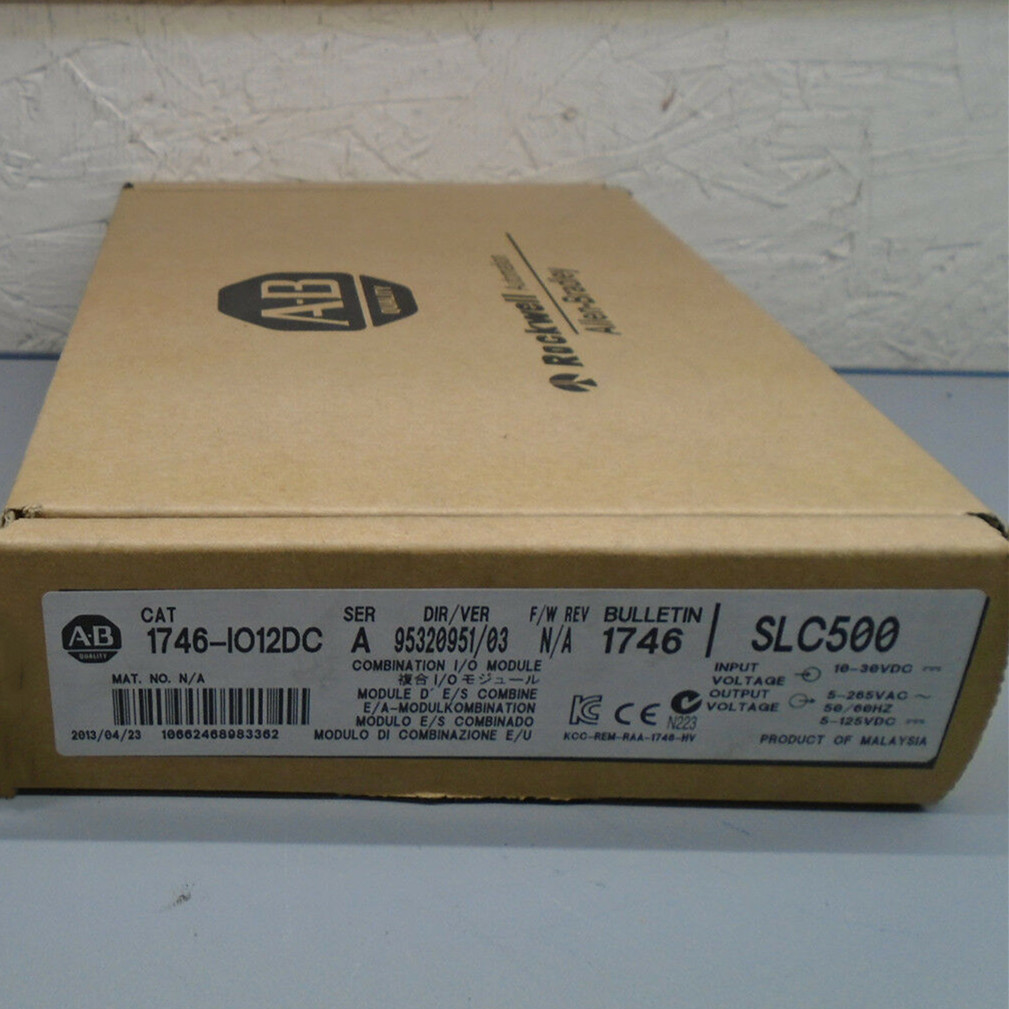 A-B
QUALITY
Rockwell Automation
Allen-Bradley
A-B
QUALITY
CAT
1746-IO12DC
SER
A
DIR/VER
95320951/03
F/W REV
N/A
BULLETIN
1746
SLC500
MAT. NO. N/A
2013/04/23 10662468983362
COMBINATION I/O MODULE
複合 I/O モジュール
MODULE D' E/S COMBINE
E/A-MODULKOMBINATION
MODULO E/S COMBINADO
MODULO DI COMBINAZIONE E/U
CE
N223
KCC-REM-RAA-1746-HV
INPUT
VOLTAGE
10-30VDC
OUTPUT
VOLTAGE
5-265VAC
50/60HZ
5-125VDC
PRODUCT OF MALAYSIA